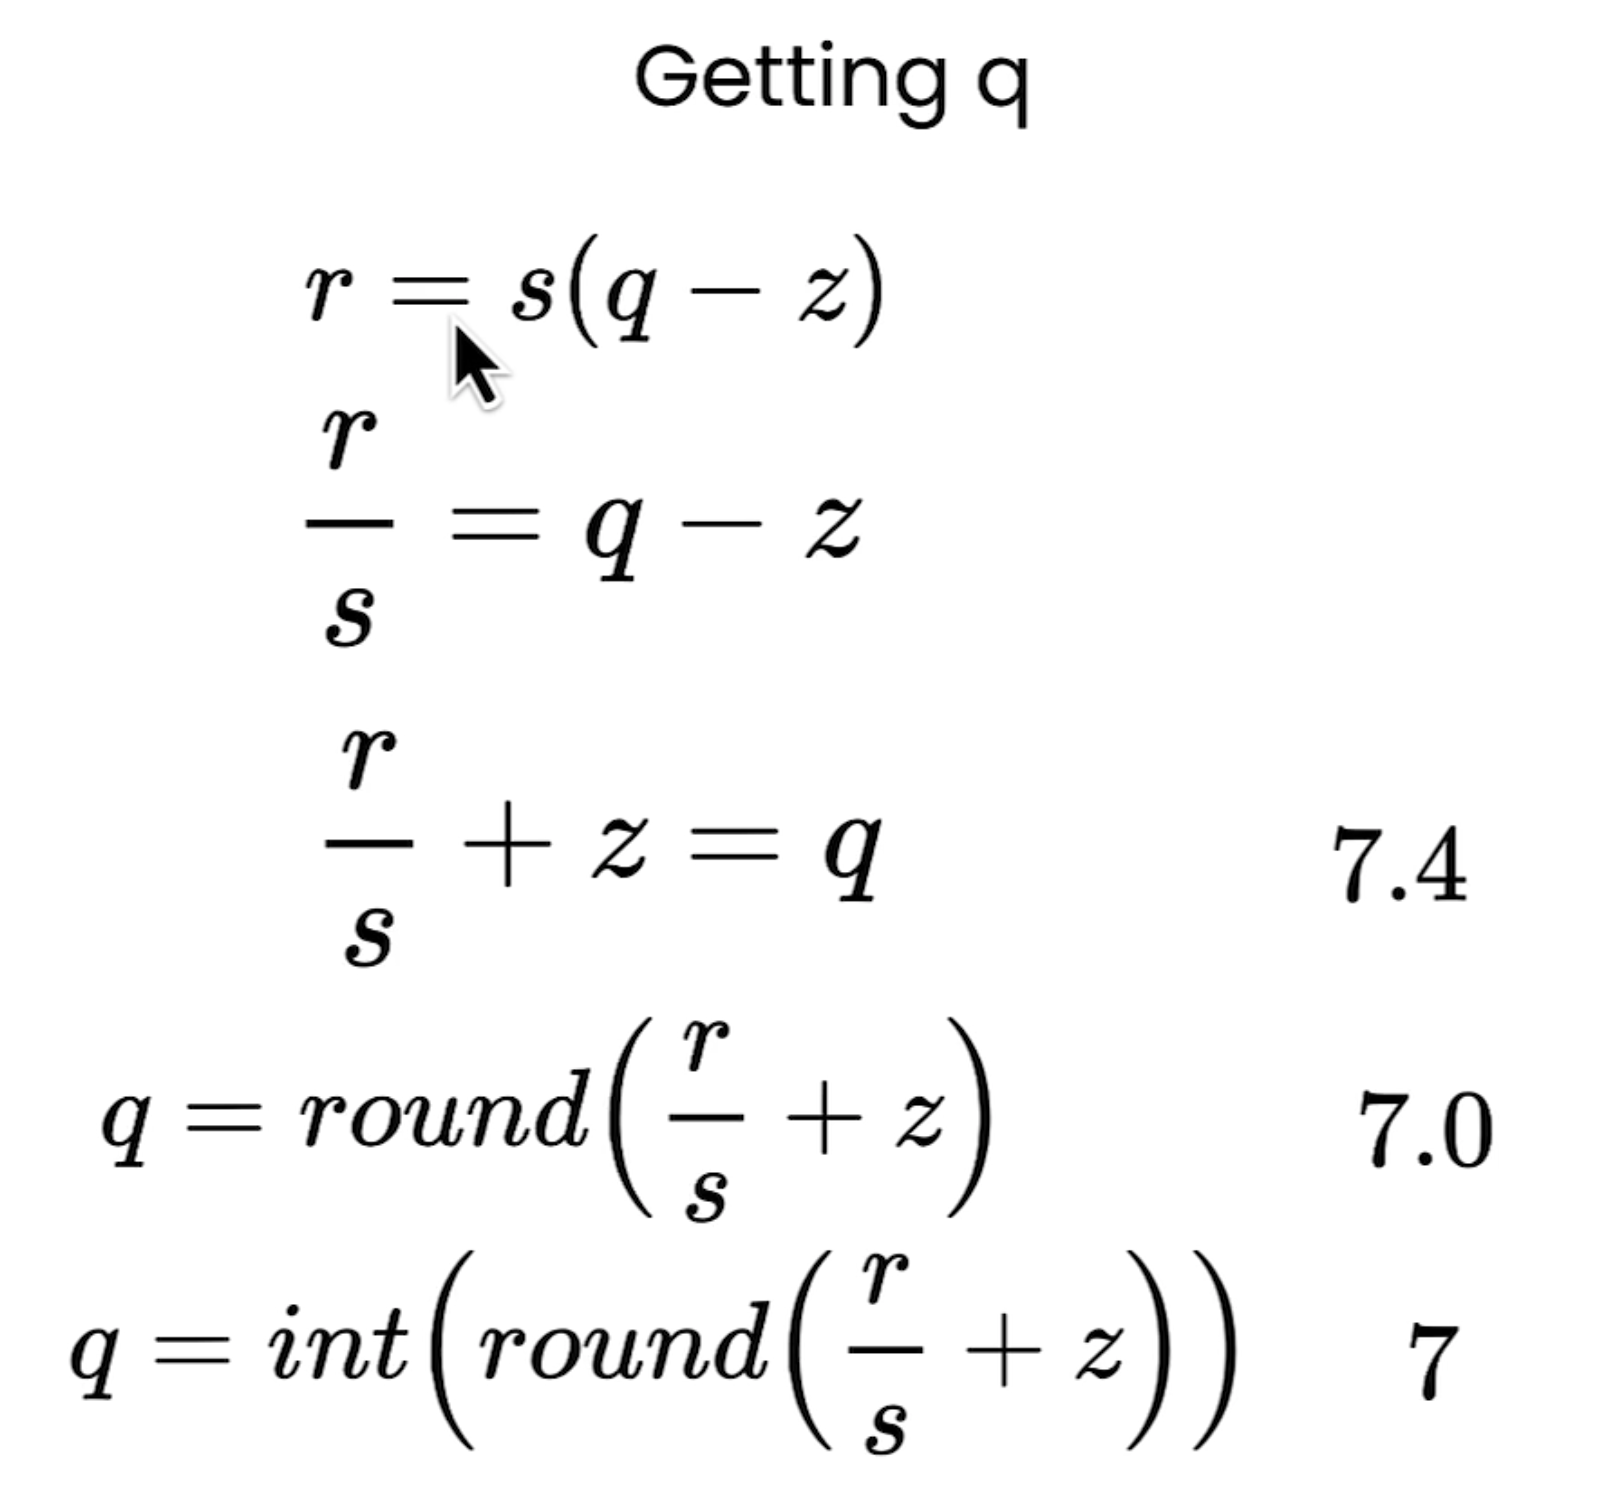 Getting q
r = s(q − z)
r/s = q − z
r/s + z = q 7.4
q = round(r/s + z) 7.0
q = int(round(r/s + z)) 7